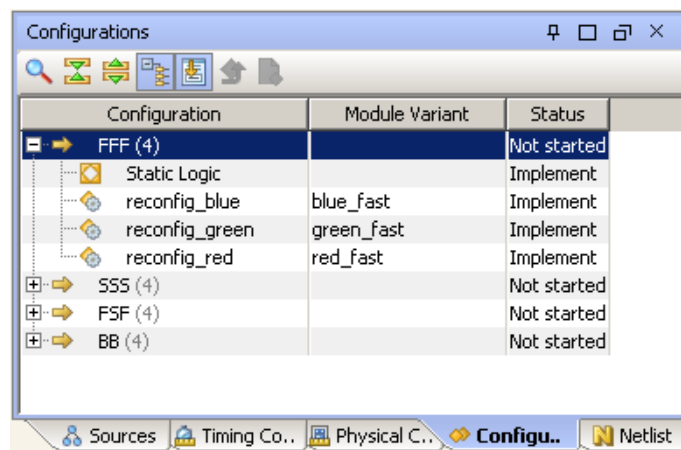 Configurations
Configuration Module Variant Status
FFF (4) Not started
Static Logic Implement
reconfig_blue blue_fast Implement
reconfig_green green_fast Implement
reconfig_red red_fast Implement
SSS (4) Not started
FSF (4) Not started
BB (4) Not started
Sources Timing Co.. Physical C.. Configu.. Netlist